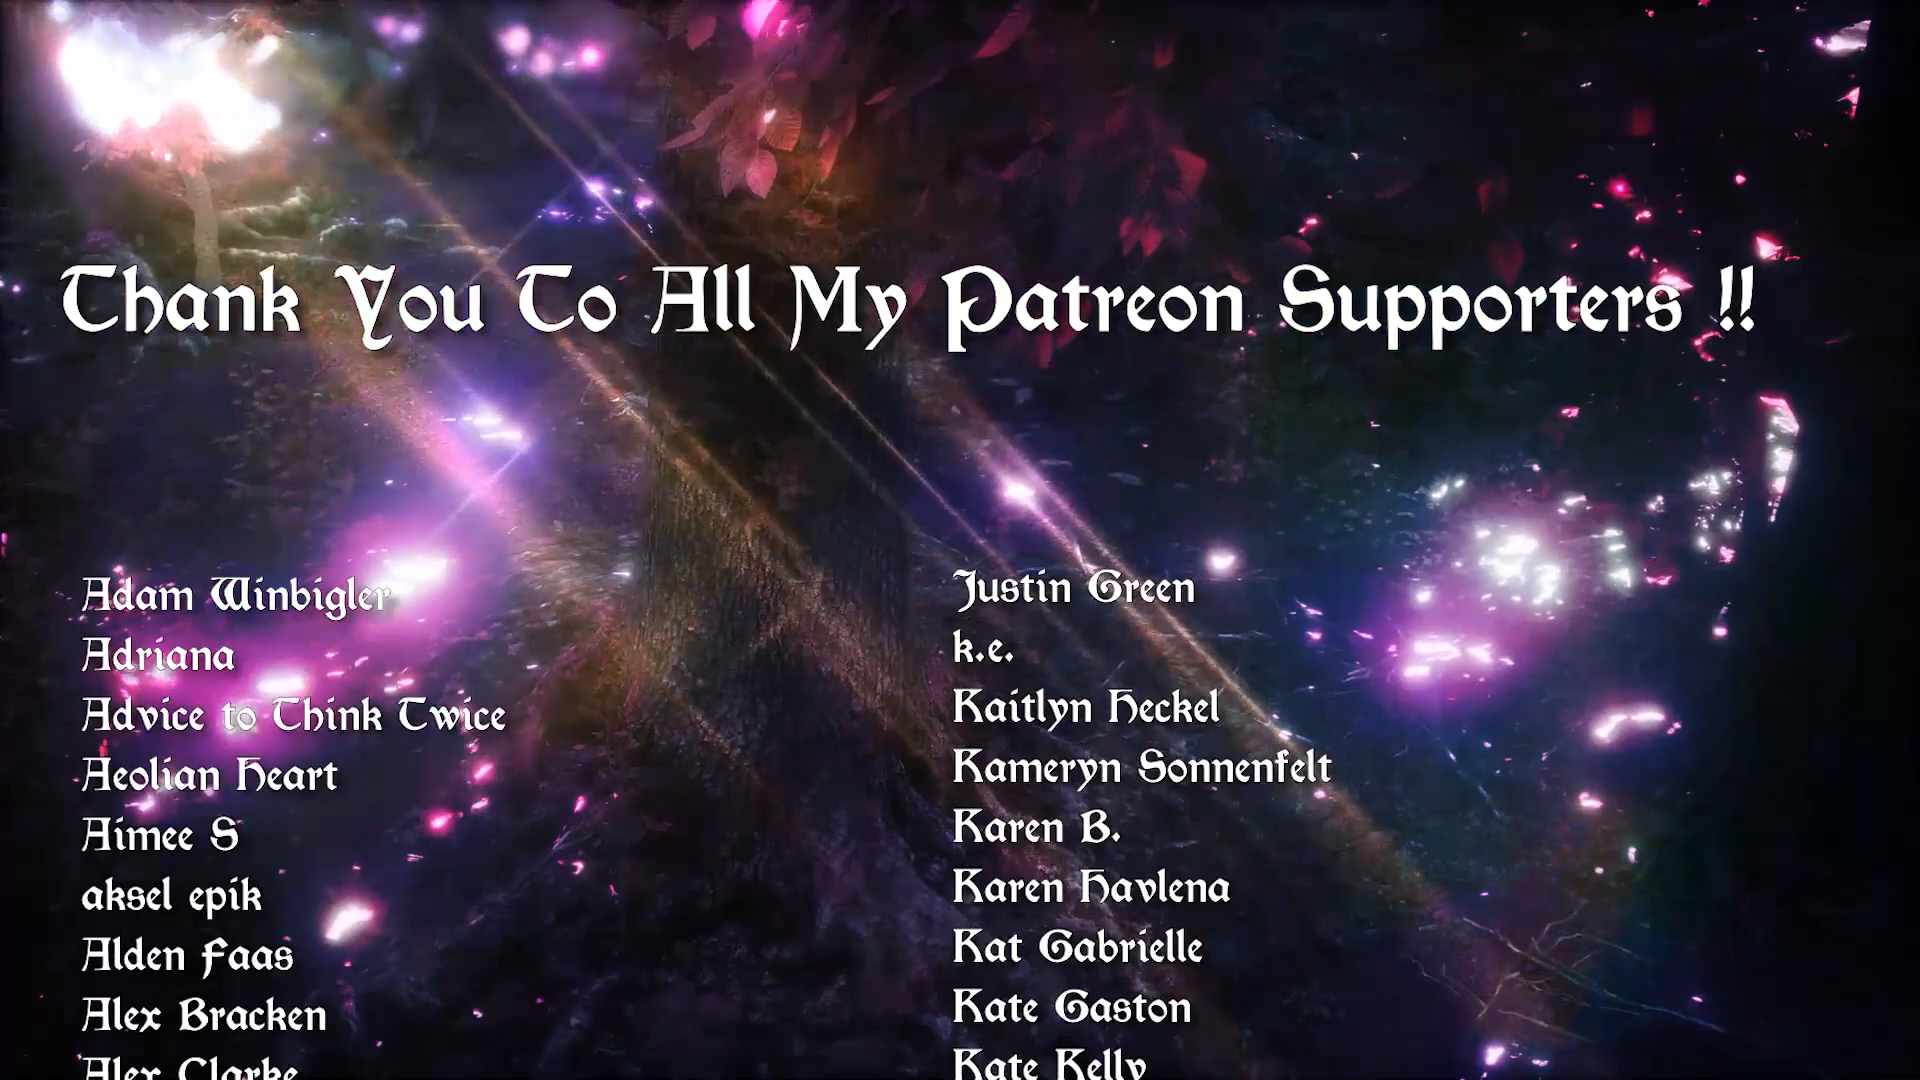 Thank You To All My Patreon Supporters !!
Adam Winbigler
Adriana
Advice to Think Twice
Aeolian Heart
Aimee S
aksel epik
Alden Faas
Alex Bracken
Alex Clarke
Justin Green
k.e.
Kaitlyn Heckel
Kameryn Sonnenfelt
Karen B.
Karen Havlena
Kat Gabrielle
Kate Gaston
Kate Kelly